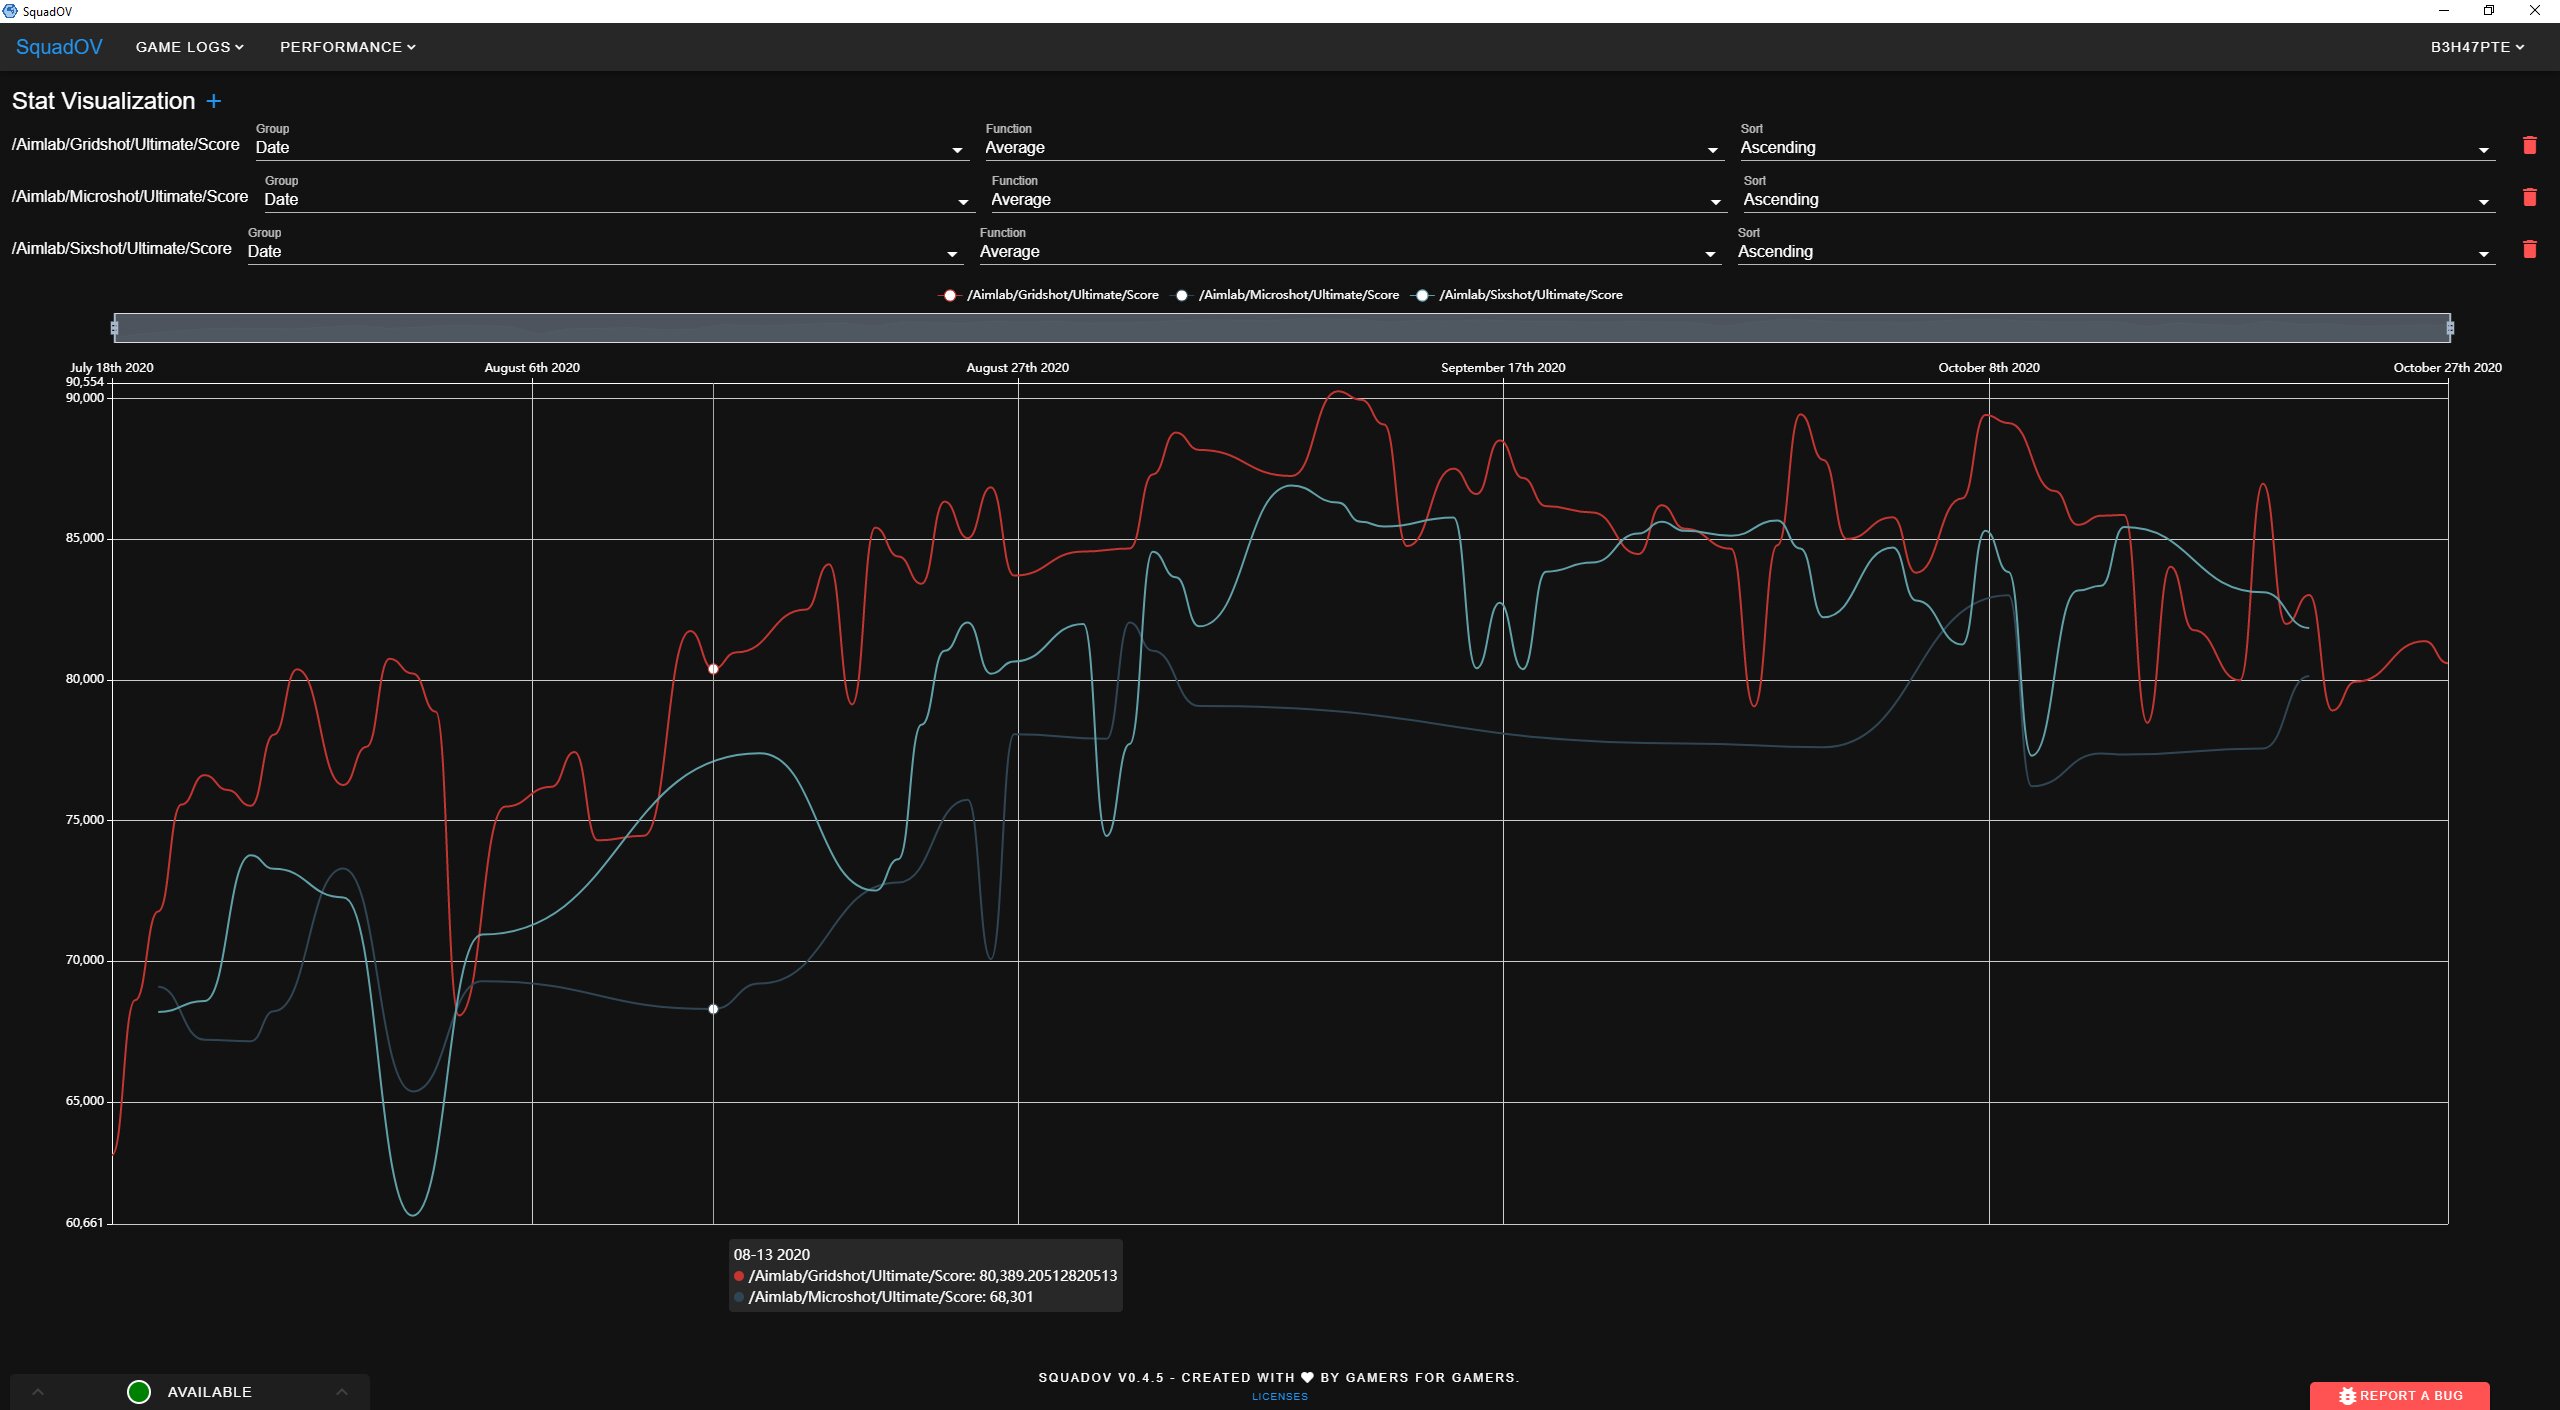 SquadOV
SquadOV GAME LOGS PERFORMANCE B3H47PTE
Stat Visualization +
/Aimlab/Gridshot/Ultimate/Score Group Date Function Average Sort Ascending
/Aimlab/Microshot/Ultimate/Score Group Date Function Average Sort Ascending
/Aimlab/Sixshot/Ultimate/Score Group Date Function Average Sort Ascending
/Aimlab/Gridshot/Ultimate/Score /Aimlab/Microshot/Ultimate/Score /Aimlab/Sixshot/Ultimate/Score
July 18th 2020 August 6th 2020 August 27th 2020 September 17th 2020 October 8th 2020 October 27th 2020
90,554
90,000
85,000
80,000
75,000
70,000
65,000
60,661
08-13 2020
/Aimlab/Gridshot/Ultimate/Score: 80,389.20512820513
/Aimlab/Microshot/Ultimate/Score: 68,301
SQUADOV V0.4.5 - CREATED WITH ♥ BY GAMERS FOR GAMERS.
LICENSES
AVAILABLE
REPORT A BUG